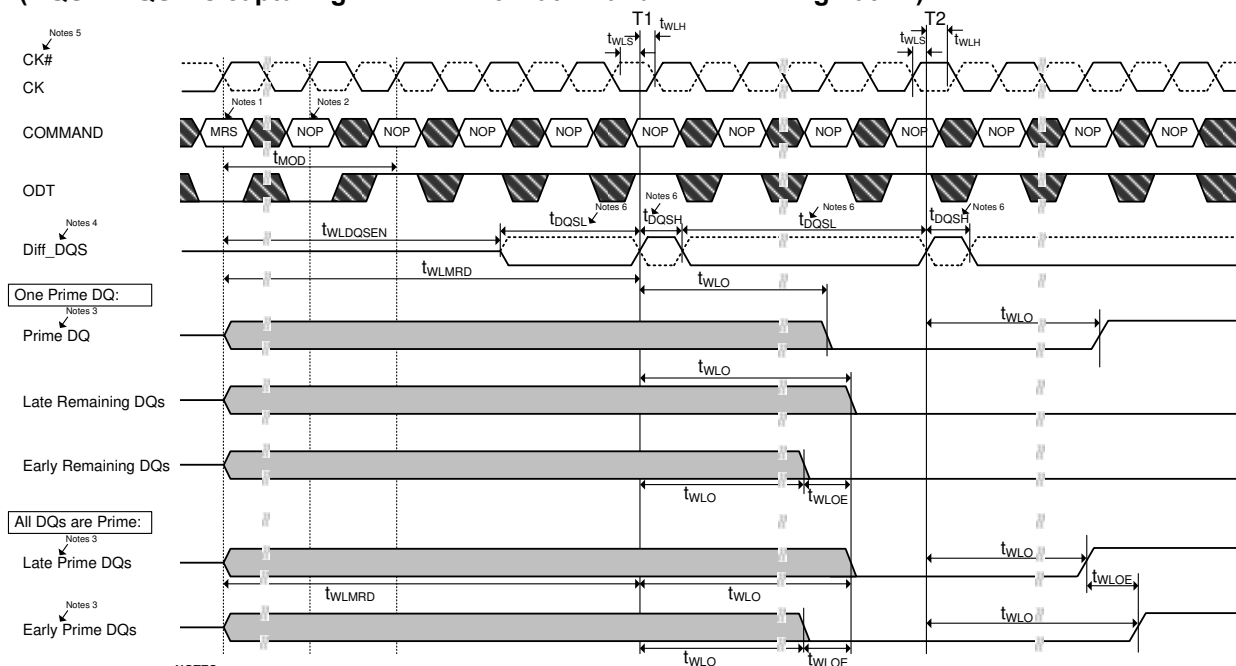 T1 T2
Notes 5
tWLS tWLH tWLS tWLH
CK#
CK
Notes 1 Notes 2
COMMAND MRS NOP NOP NOP NOP NOP NOP NOP NOP NOP NOP NOP
tMOD
ODT
Notes 4 Notes 6 Notes 6 Notes 6 Notes 6
tDQSL tDQSH tDQSL tDQSH
tWLDQSEN
Diff_DQS
tWLMRD
tWLO
One Prime DQ:
Notes 3
Prime DQ
tWLO
tWLO
Late Remaining DQs
Early Remaining DQs
tWLO tWLOE
All DQs are Prime:
Notes 3
Late Prime DQs
tWLO
tWLOE
tWLMRD tWLO
Notes 3
Early Prime DQs
tWLO
tWLO tWLOE